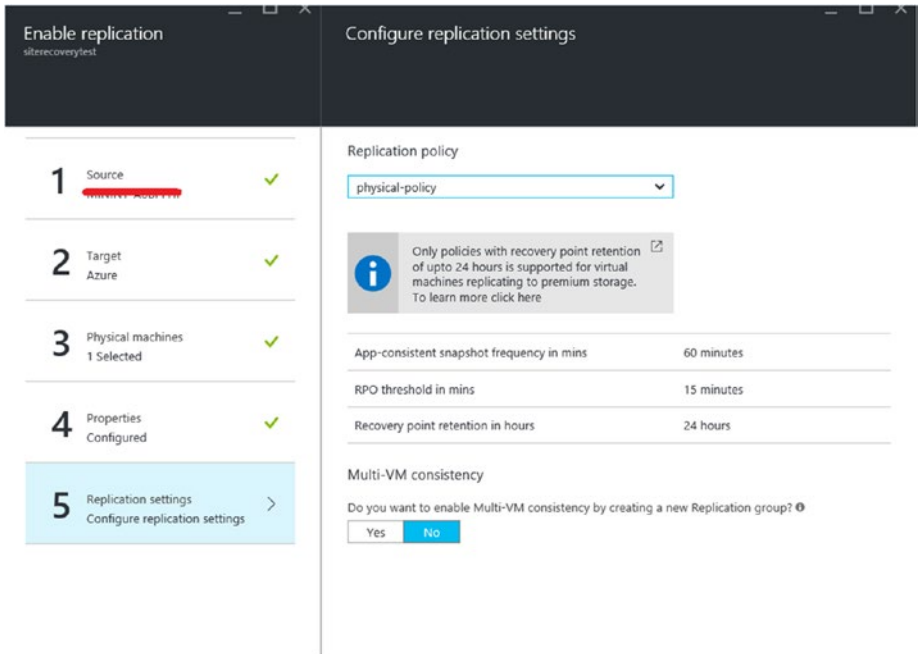 Enable replication
siterecoverytest
1
Source
2
Target
Azure
3
Physical machines
1 Selected
4
Properties
Configured
5
Replication settings
Configure replication settings
Configure replication settings
Replication policy
physical-policy
Only policies with recovery point retention
of upto 24 hours is supported for virtual
machines replicating to premium storage.
To learn more click here
App-consistent snapshot frequency in mins 60 minutes
RPO threshold in mins 15 minutes
Recovery point retention in hours 24 hours
Multi-VM consistency
Do you want to enable Multi-VM consistency by creating a new Replication group?
Yes No